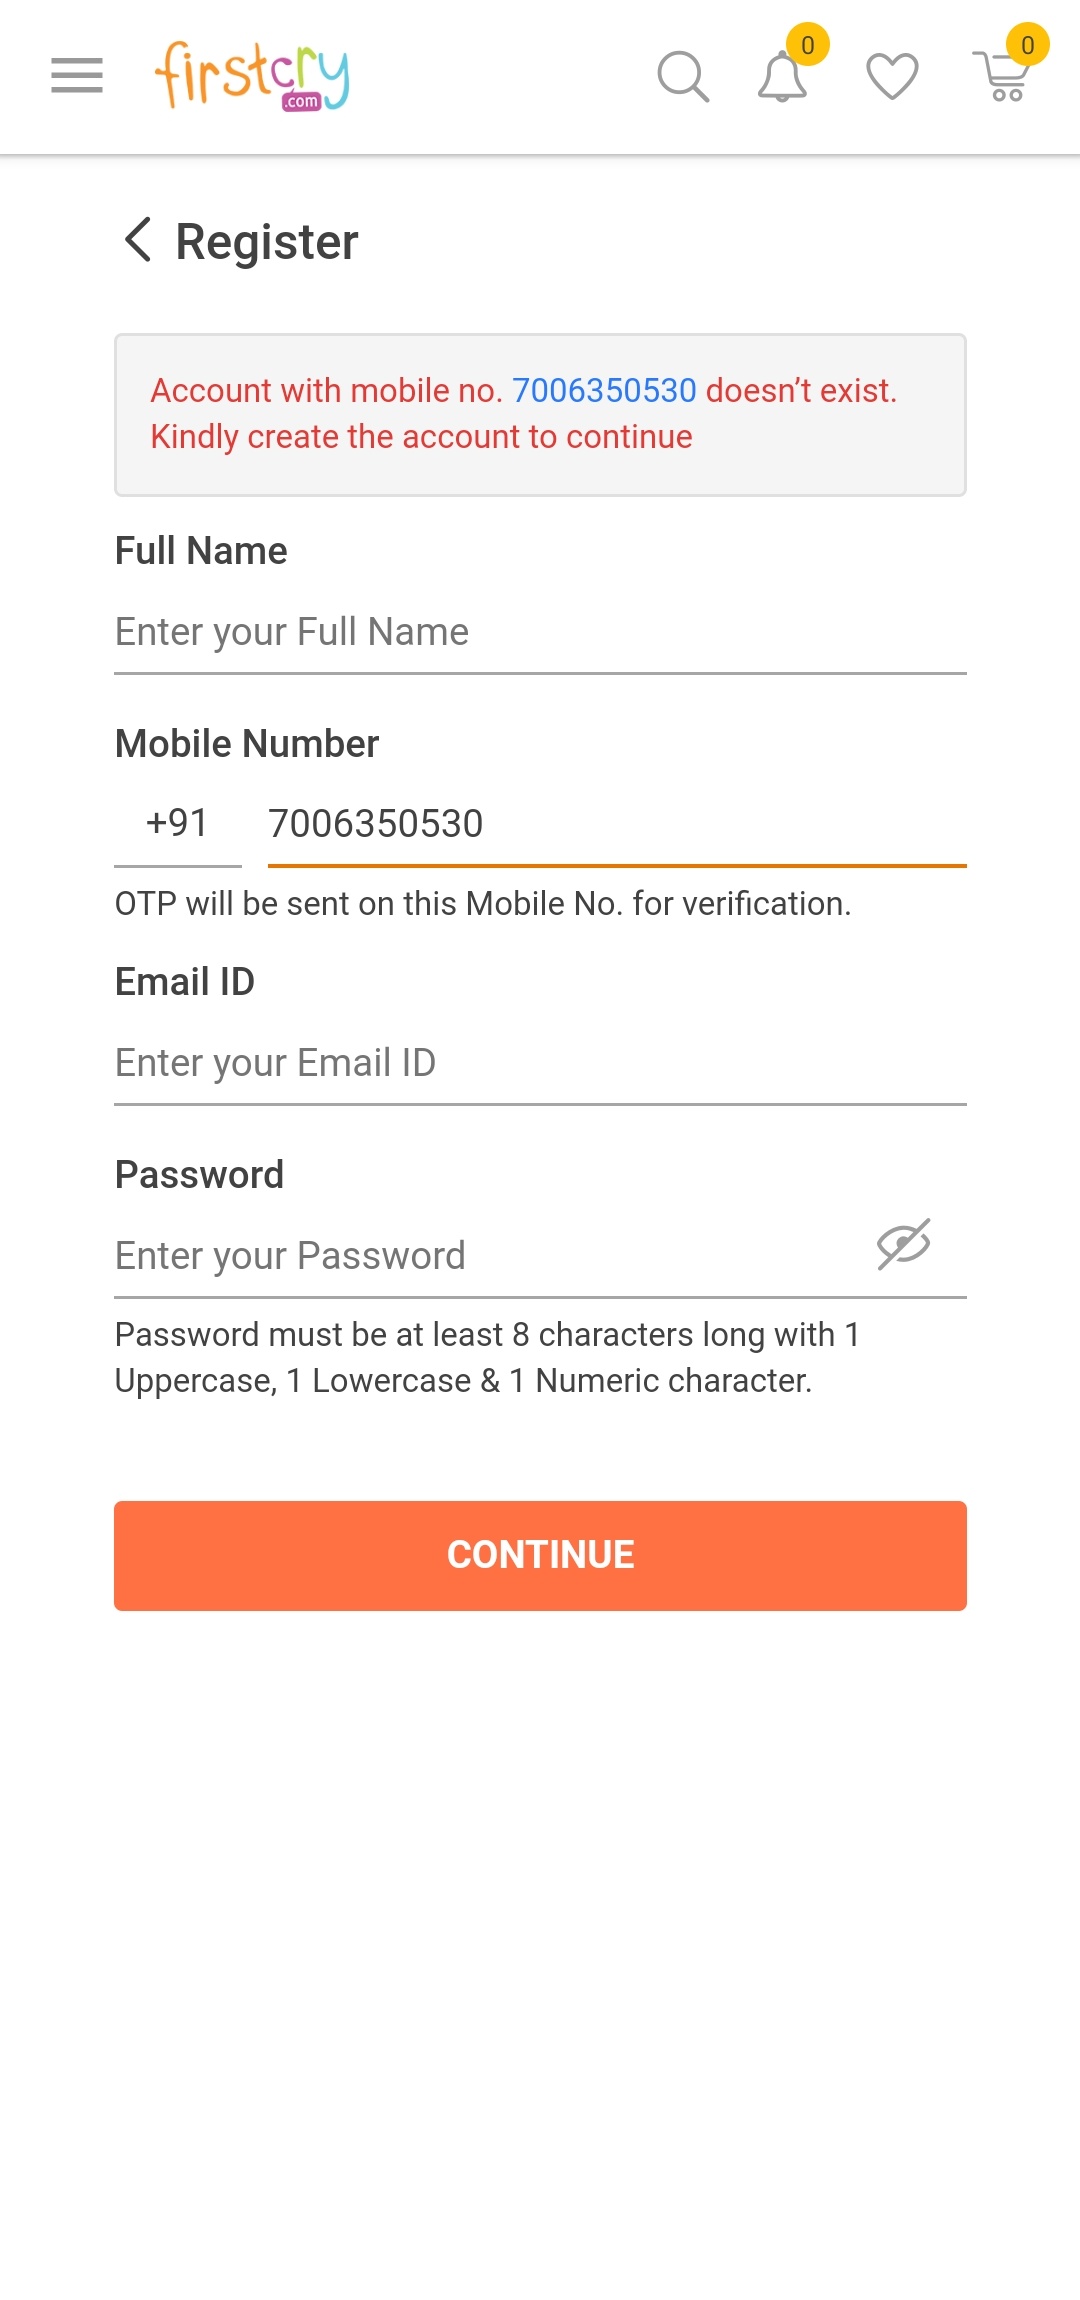 firstcry
.com
0
0
Register
Account with mobile no. 7006350530 doesn’t exist.
Kindly create the account to continue
Full Name
Enter your Full Name
Mobile Number
+91 7006350530
OTP will be sent on this Mobile No. for verification.
Email ID
Enter your Email ID
Password
Enter your Password
Password must be at least 8 characters long with 1
Uppercase, 1 Lowercase & 1 Numeric character.
CONTINUE